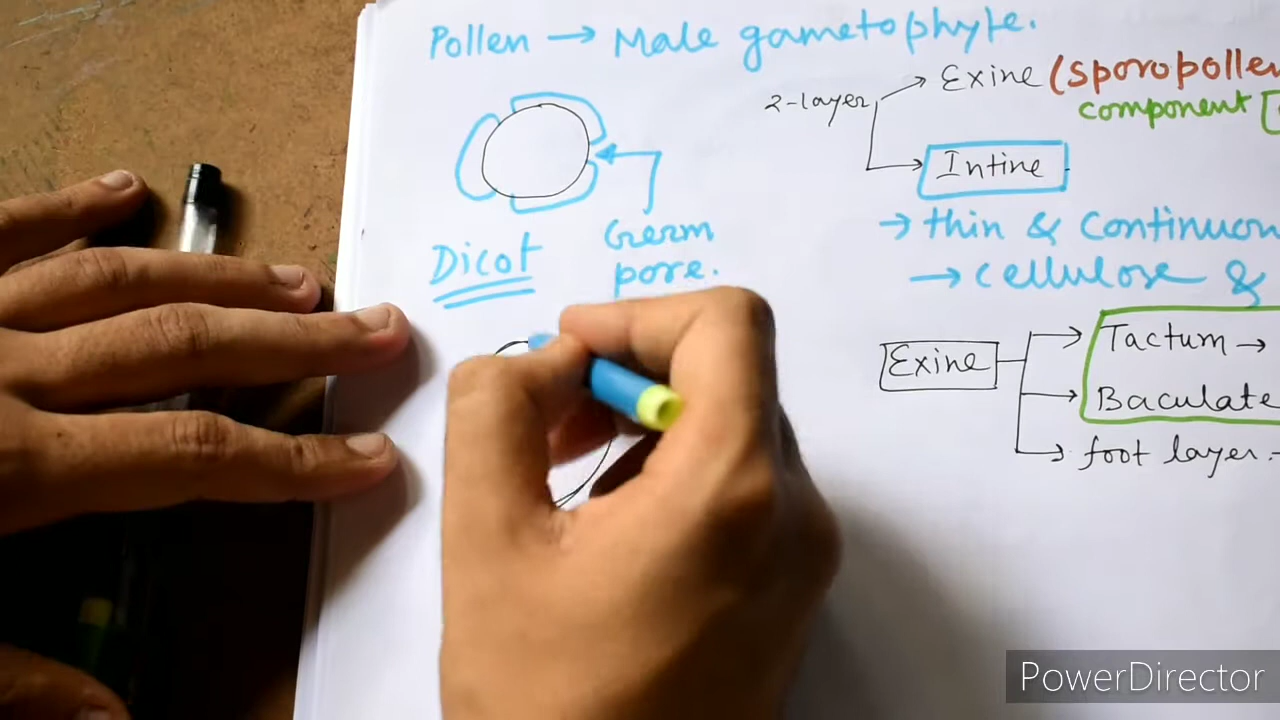 Pollen → Male gametophyte.
2-layer → Exine (sporopollen
component [
→ Intine
→ thin & Continuon
→ cellulose &
Germ
pore.
Dicot
Exine → Tactum →
→ Baculate
→ foot layer.-
PowerDirector